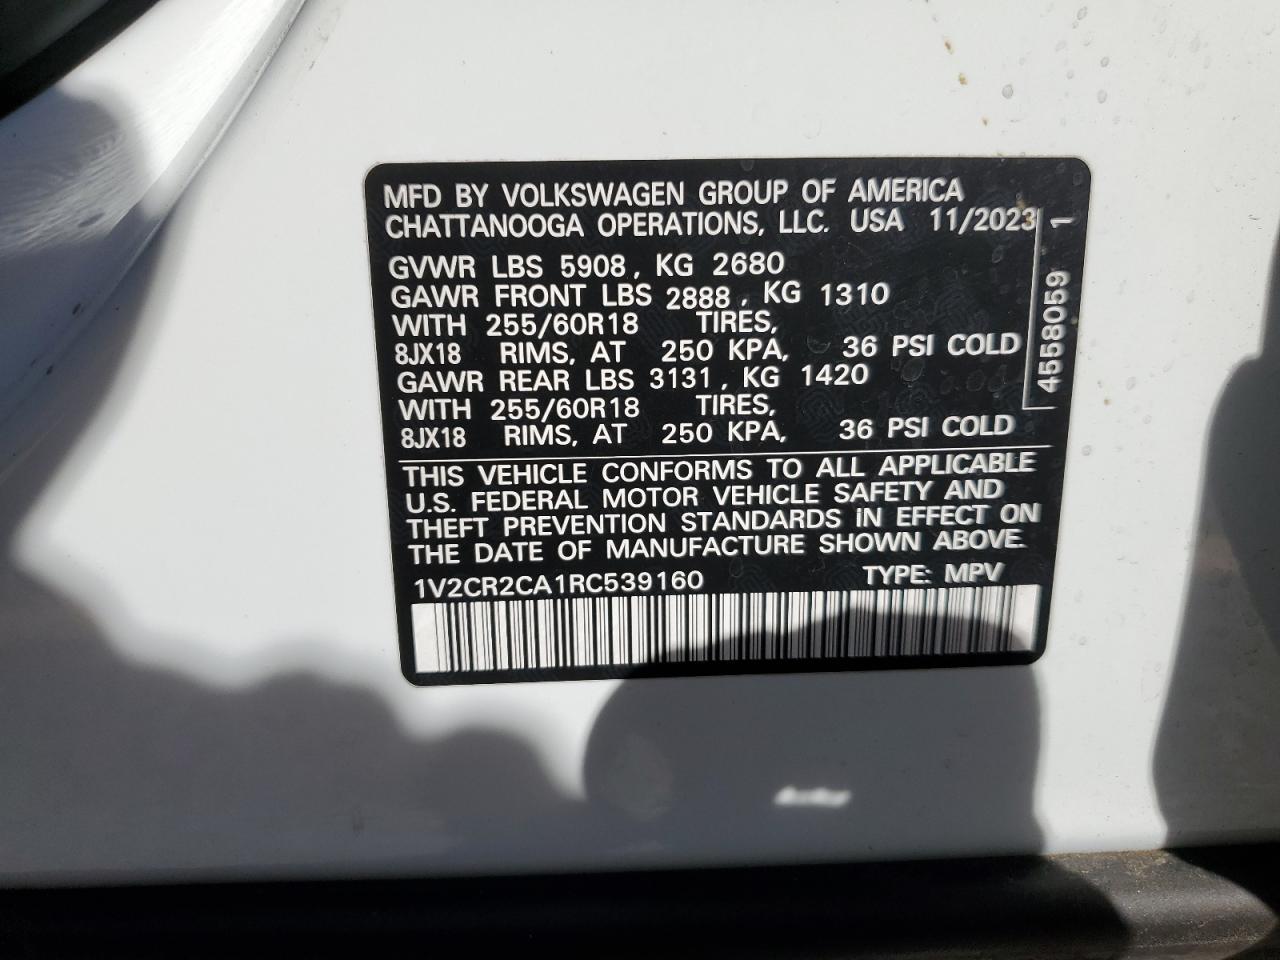 MFD BY VOLKSWAGEN GROUP OF AMERICA
CHATTANOOGA OPERATIONS, LLC. USA 11/2023
GVWR LBS 5908, KG 2680
GAWR FRONT LBS 2888, KG 1310
WITH 255/60R18 TIRES,
8JX18 RIMS, AT 250 KPA, 36 PSI COLD
GAWR REAR LBS 3131, KG 1420
WITH 255/60R18 TIRES,
8JX18 RIMS, AT 250 KPA, 36 PSI COLD
4558059 1
THIS VEHICLE CONFORMS TO ALL APPLICABLE
U.S. FEDERAL MOTOR VEHICLE SAFETY AND
THEFT PREVENTION STANDARDS iN EFFECT ON
THE DATE OF MANUFACTURE SHOWN ABOVE.
1V2CR2CA1RC539160 TYPE: MPV